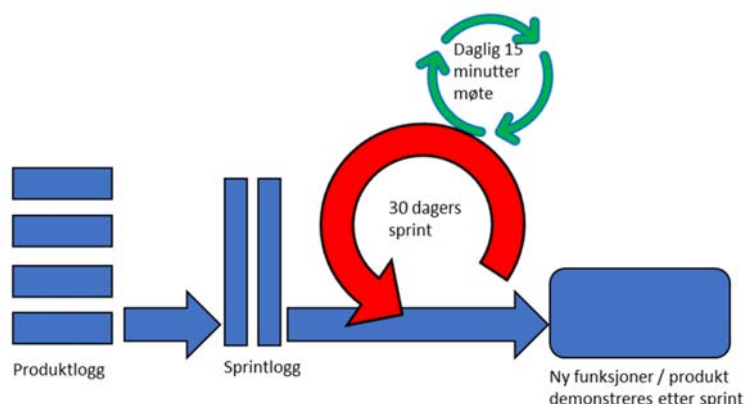 Daglig 15
minutter
møte
30 dagers
sprint
Produktlogg
Sprintlogg
Ny funksjoner / produkt
demonstreres etter sprint